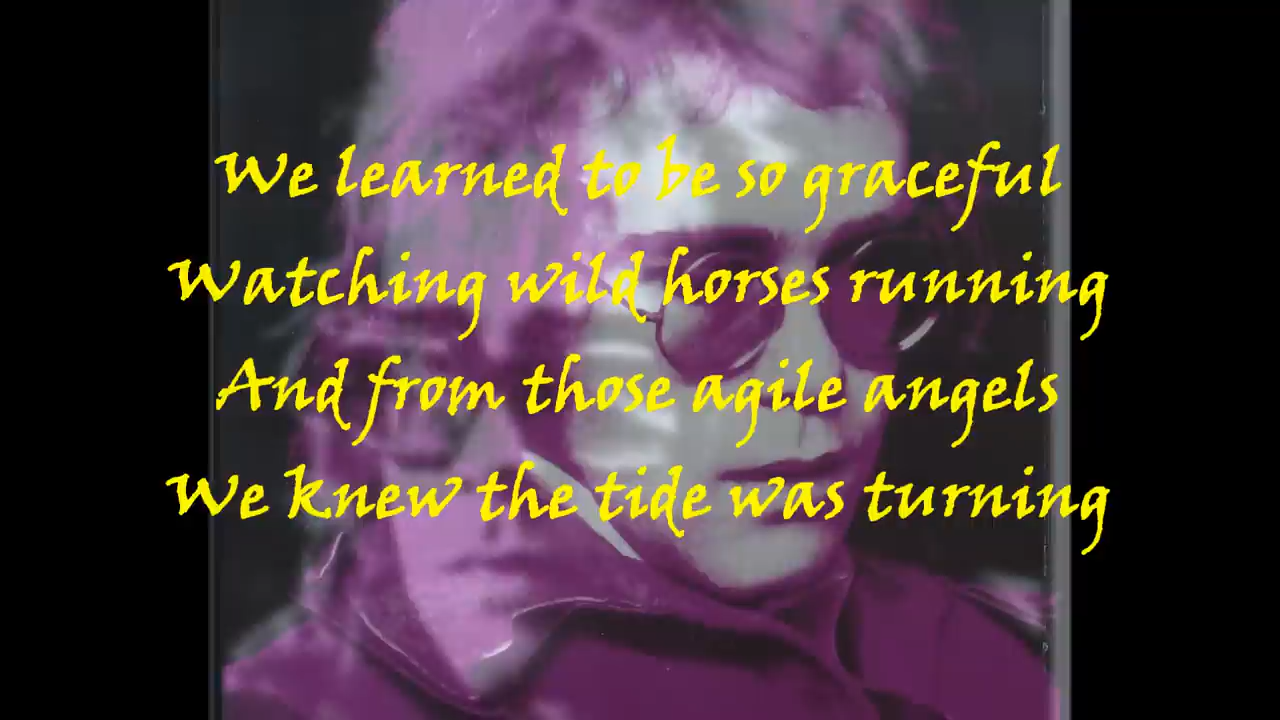 We learned to be so graceful
Watching wild horses running
And from those agile angels
We knew the tide was turning